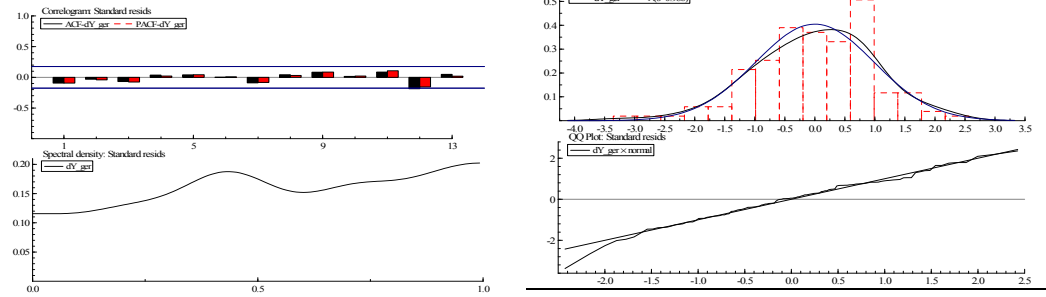 Correlogram: Standard resids
ACF-dY_ger PACF-dY_ger
1.0
0.5
0.0
-0.5
1 5 9 13
Spectral density: Standard resids
dY_ger
0.20
0.15
0.10
0.05
0.0 0.5 1.0
0.5
0.4
0.3
0.2
0.1
-4.0 -3.5 -3.0 -2.5 -2.0 -1.5 -1.0 -0.5 0.0 0.5 1.0 1.5 2.0 2.5 3.0 3.5
QQ Plot: Standard resids
dY_ger × normal
2
0
-2
-2.0 -1.5 -1.0 -0.5 0.0 0.5 1.0 1.5 2.0 2.5